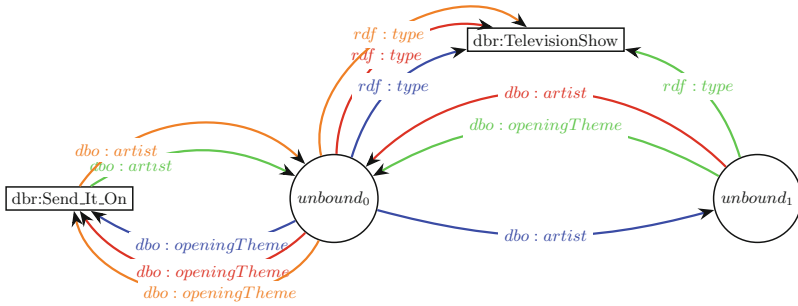 rdf : type
dbr:TelevisionShow
rdf : type
rdf : type
rdf : type
dbo : artist
dbo : openingTheme
dbo : artist
dbo : artist
dbr:Send_It_On
unbound0
unbound1
dbo : artist
dbo : openingTheme
dbo : openingTheme
dbo : openingTheme